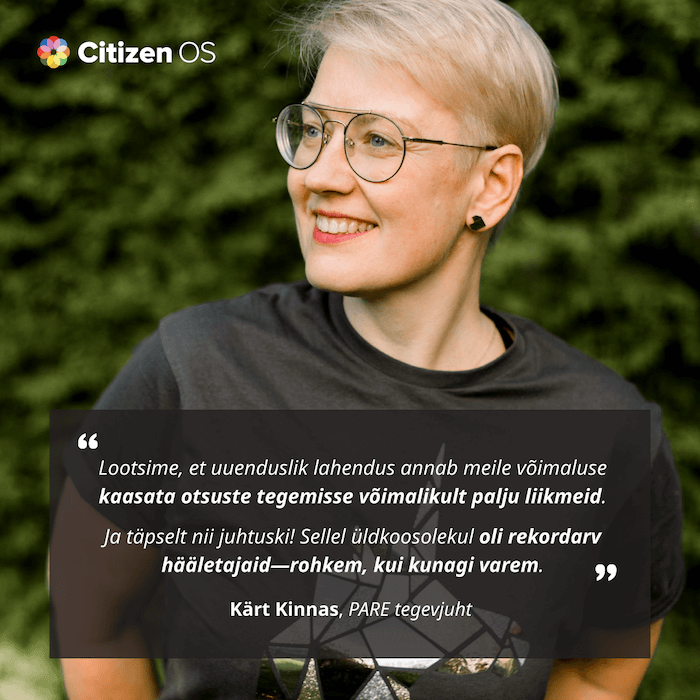 Citizen OS
“
Lootsime, et uuenduslik lahendus annab meile võimaluse
kaasata otsuste tegemisse võimalikult palju liikmeid.
Ja täpselt nii juhtuski! Sellel üldkoosolekul oli rekordarv
hääletajaid—rohkem, kui kunagi varem.
”
Kärt Kinnas, PARE tegevjuht